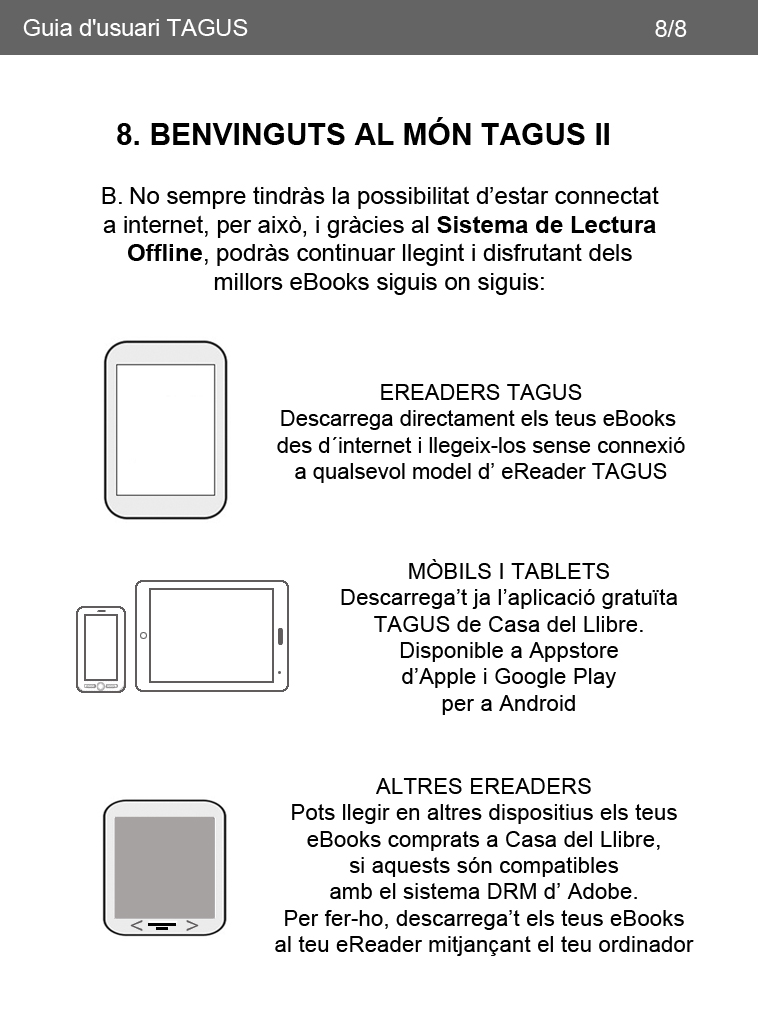 Guia d'usuari TAGUS
8/8
8. BENVINGUTS AL MÓN TAGUS II
B. No sempre tindràs la possibilitat d’estar connectat
a internet, per això, i gràcies al Sistema de Lectura
Offline, podràs continuar llegint i disfrutant dels
millors eBooks siguis on siguis:
EREADERS TAGUS
Descarrega directament els teus eBooks
des d´internet i llegeix-los sense connexió
a qualsevol model d’ eReader TAGUS
MÒBILS I TABLETS
Descarrega’t ja l’aplicació gratuïta
TAGUS de Casa del Llibre.
Disponible a Appstore
d’Apple i Google Play
per a Android
ALTRES EREADERS
Pots llegir en altres dispositius els teus
eBooks comprats a Casa del Llibre,
si aquests són compatibles
amb el sistema DRM d’ Adobe.
Per fer-ho, descarrega’t els teus eBooks
al teu eReader mitjançant el teu ordinador